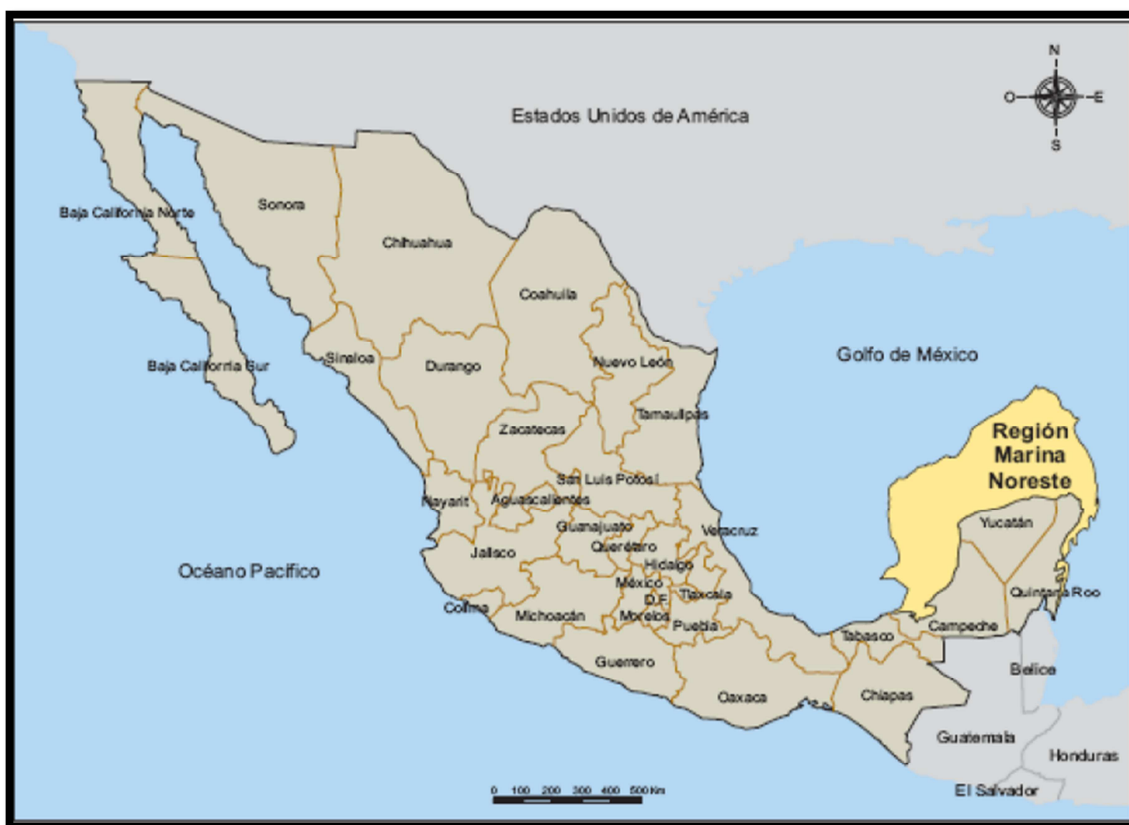 N
O
E
S
Estados Unidos de América
Baja California Norte
Sonora
Chihuahua
Coahuila
Baja California Sur
Sinaloa
Durango
Nuevo León
Golfo de México
Tamaulipas
Zacatecas
Región
Marina
Noreste
San Luis Potosí
Nayarit
Aguascalientes
Guanajuato
Veracruz
Yucatán
Querétaro
Jalisco
Hidalgo
Océano Pacífico
México
Tlaxcala
Quintana Roo
D.F.
Colima
Michoacán
Morelos
Puebla
Campeche
Tabasco
Guerrero
Belice
Oaxaca
Chiapas
Guatemala
Honduras
El Salvador
0 100 200 300 400 500 Km